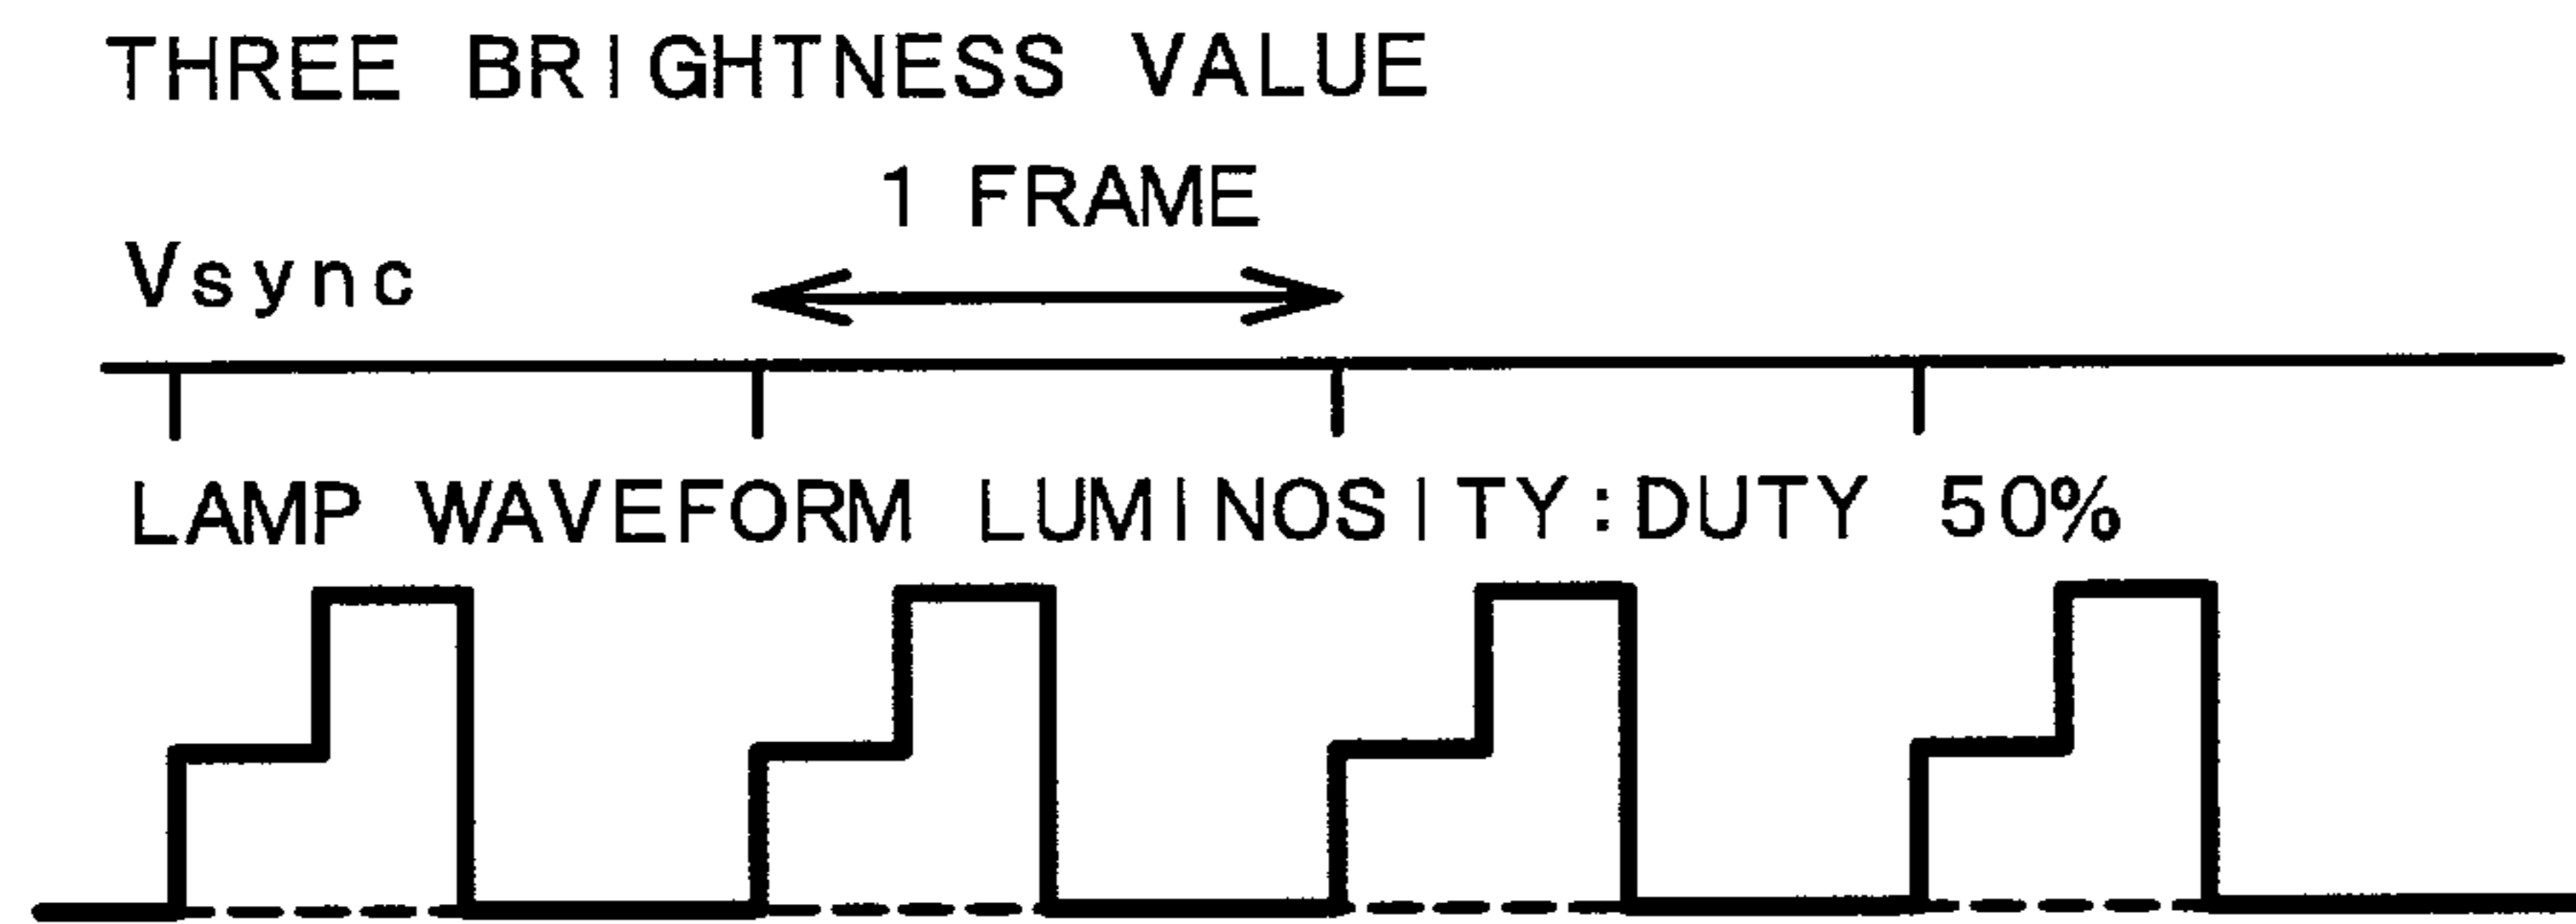 THREE BRIGHTNESS VALUE
1 FRAME
Vsync
LAMP WAVEFORM LUMINOSITY:DUTY 50%